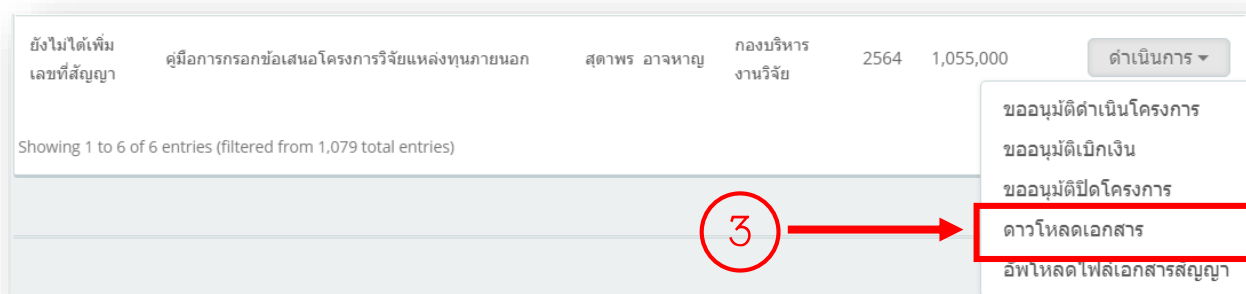 ยังไม่ได้เพิ่ม
เลขที่สัญญา
คู่มือการกรอกข้อเสนอโครงการวิจัยแหล่งทุนภายนอก
สุดาพร อาจหาญ
กองบริหาร
งานวิจัย
2564
1,055,000
ดำเนินการ
ขออนุมัติดำเนินโครงการ
Showing 1 to 6 of 6 entries (filtered from 1,079 total entries)
ขออนุมัติเบิกเงิน
ขออนุมัติปิดโครงการ
3
ดาวโหลดเอกสาร
อัพโหลดไฟล์เอกสารสัญญา